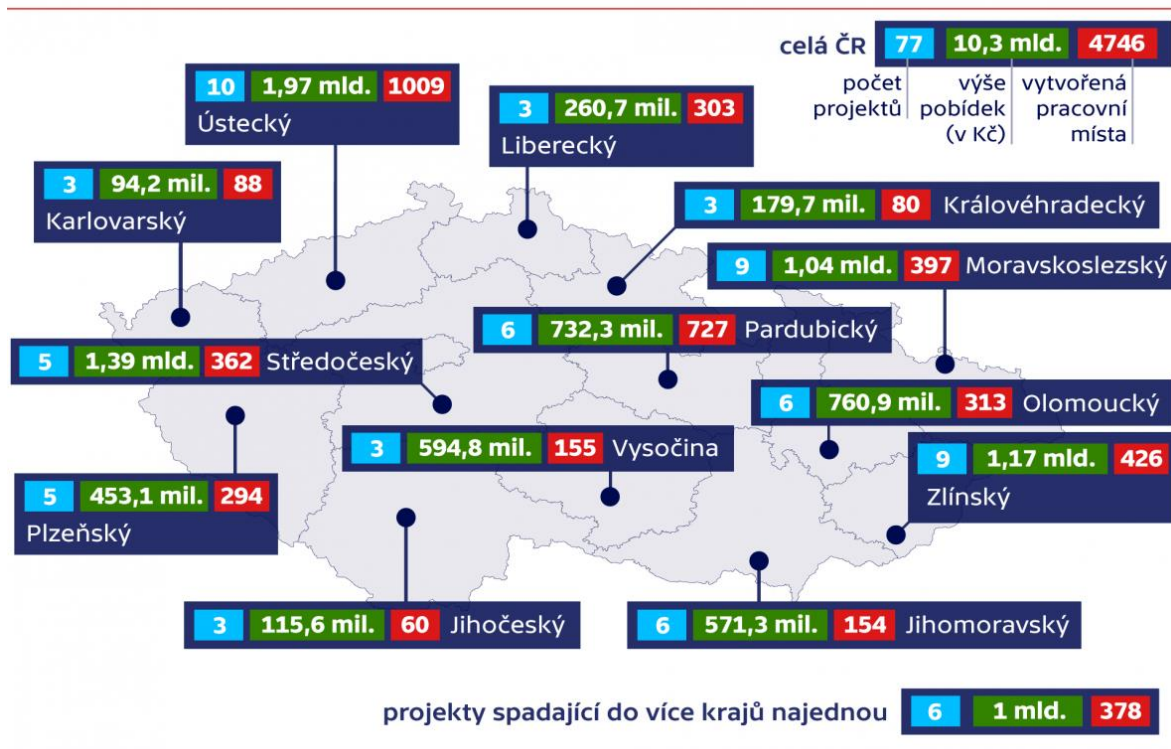 celá ČR 77 10,3 mld. 4746
počet projektů
výše pobídek (v Kč)
vytvořená pracovní místa
10 1,97 mld. 1009
Ústecký
3 260,7 mil. 303
Liberecký
3 94,2 mil. 88
Karlovarský
3 179,7 mil. 80 Královéhradecký
9 1,04 mld. 397 Moravskoslezský
6 732,3 mil. 727 Pardubický
5 1,39 mld. 362 Středočeský
6 760,9 mil. 313 Olomoucký
3 594,8 mil. 155 Vysočina
9 1,17 mld. 426
Zlínský
5 453,1 mil. 294
Plzeňský
3 115,6 mil. 60 Jihočeský
6 571,3 mil. 154 Jihomoravský
projekty spadající do více krajů najednou 6 1 mld. 378